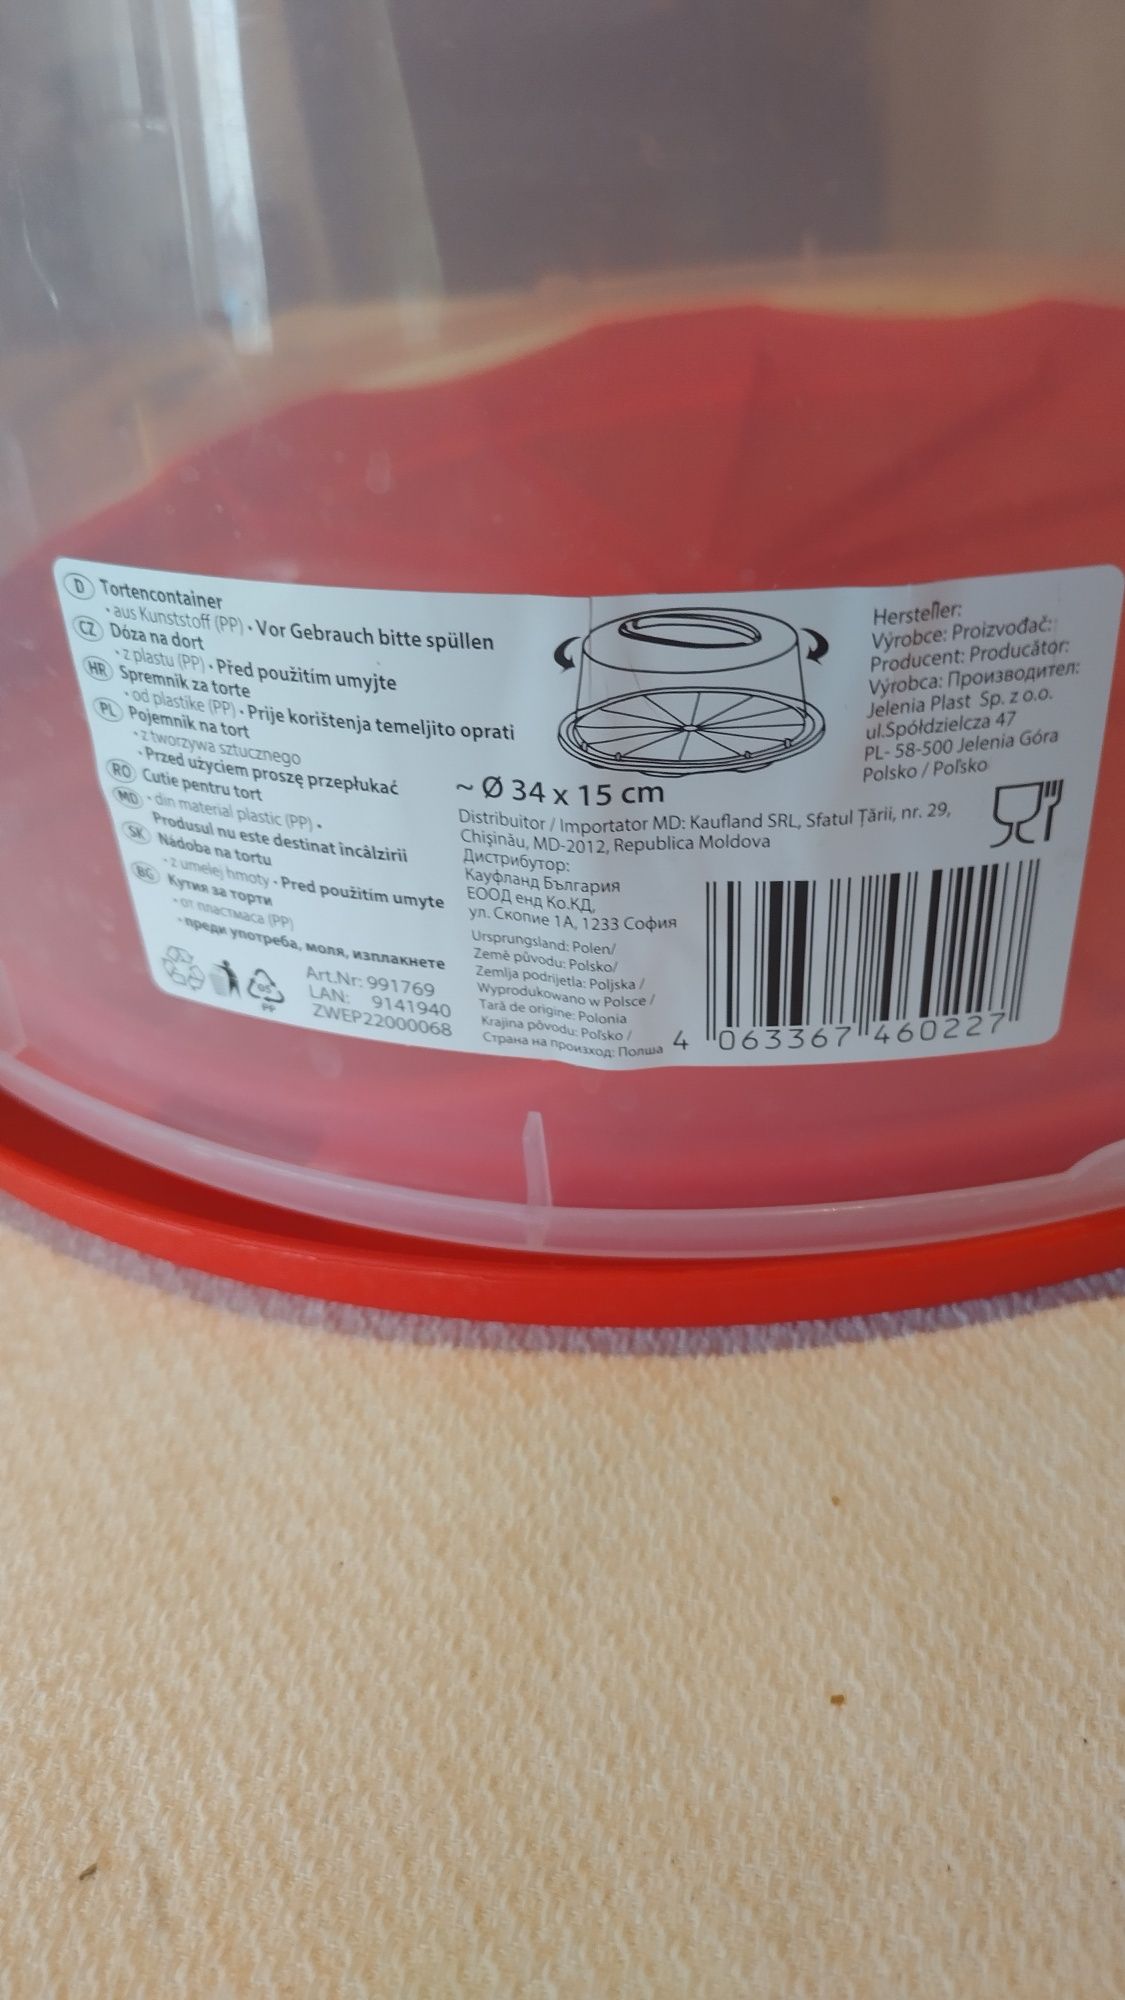 D Tortencontainer
• aus Kunststoff (PP) • Vor Gebrauch bitte spüllen
CZ Dóza na dort
• z plastu (PP) • Před použitím umyjte
HR Spremnik za torte
• od plastike (PP) • Prije korištenja temeljito oprati
PL Pojemnik na tort
• z tworzywa sztucznego
• Przed użyciem proszę przepłukać
RO Cutie pentru tort
MD • din material plastic (PP) •
Produsul nu este destinat încălzirii
SK Nádoba na tortu
• z umelej hmoty • Pred použitím umyte
BG Кутия за торти
• от пластмаса (PP)
• преди употреба, моля, изплакнете
05
PP
Art.Nr: 991769
LAN: 9141940
ZWEP22000068
~ Ø 34 x 15 cm
Distribuitor / Importator MD: Kaufland SRL, Sfatul Țării, nr. 29,
Chişinău, MD-2012, Republica Moldova
Дистрибутор:
Кауфланд България
ЕООД енд Ко.КД,
ул. Скопие 1А, 1233 София
Ursprungsland: Polen/
Země původu: Polsko/
Zemlja podrijetla: Poljska /
Wyprodukowano w Polsce /
Tară de origine: Polonia
Krajina pôvodu: Poľsko /
Страна на произход: Полша
Hersteller:
Výrobce: Proizvođač:
Producent: Producător:
Výrobca: Производител:
Jelenia Plast Sp. z o.o.
ul.Spółdzielcza 47
PL- 58-500 Jelenia Góra
Polsko / Poľsko
4 063367 460227